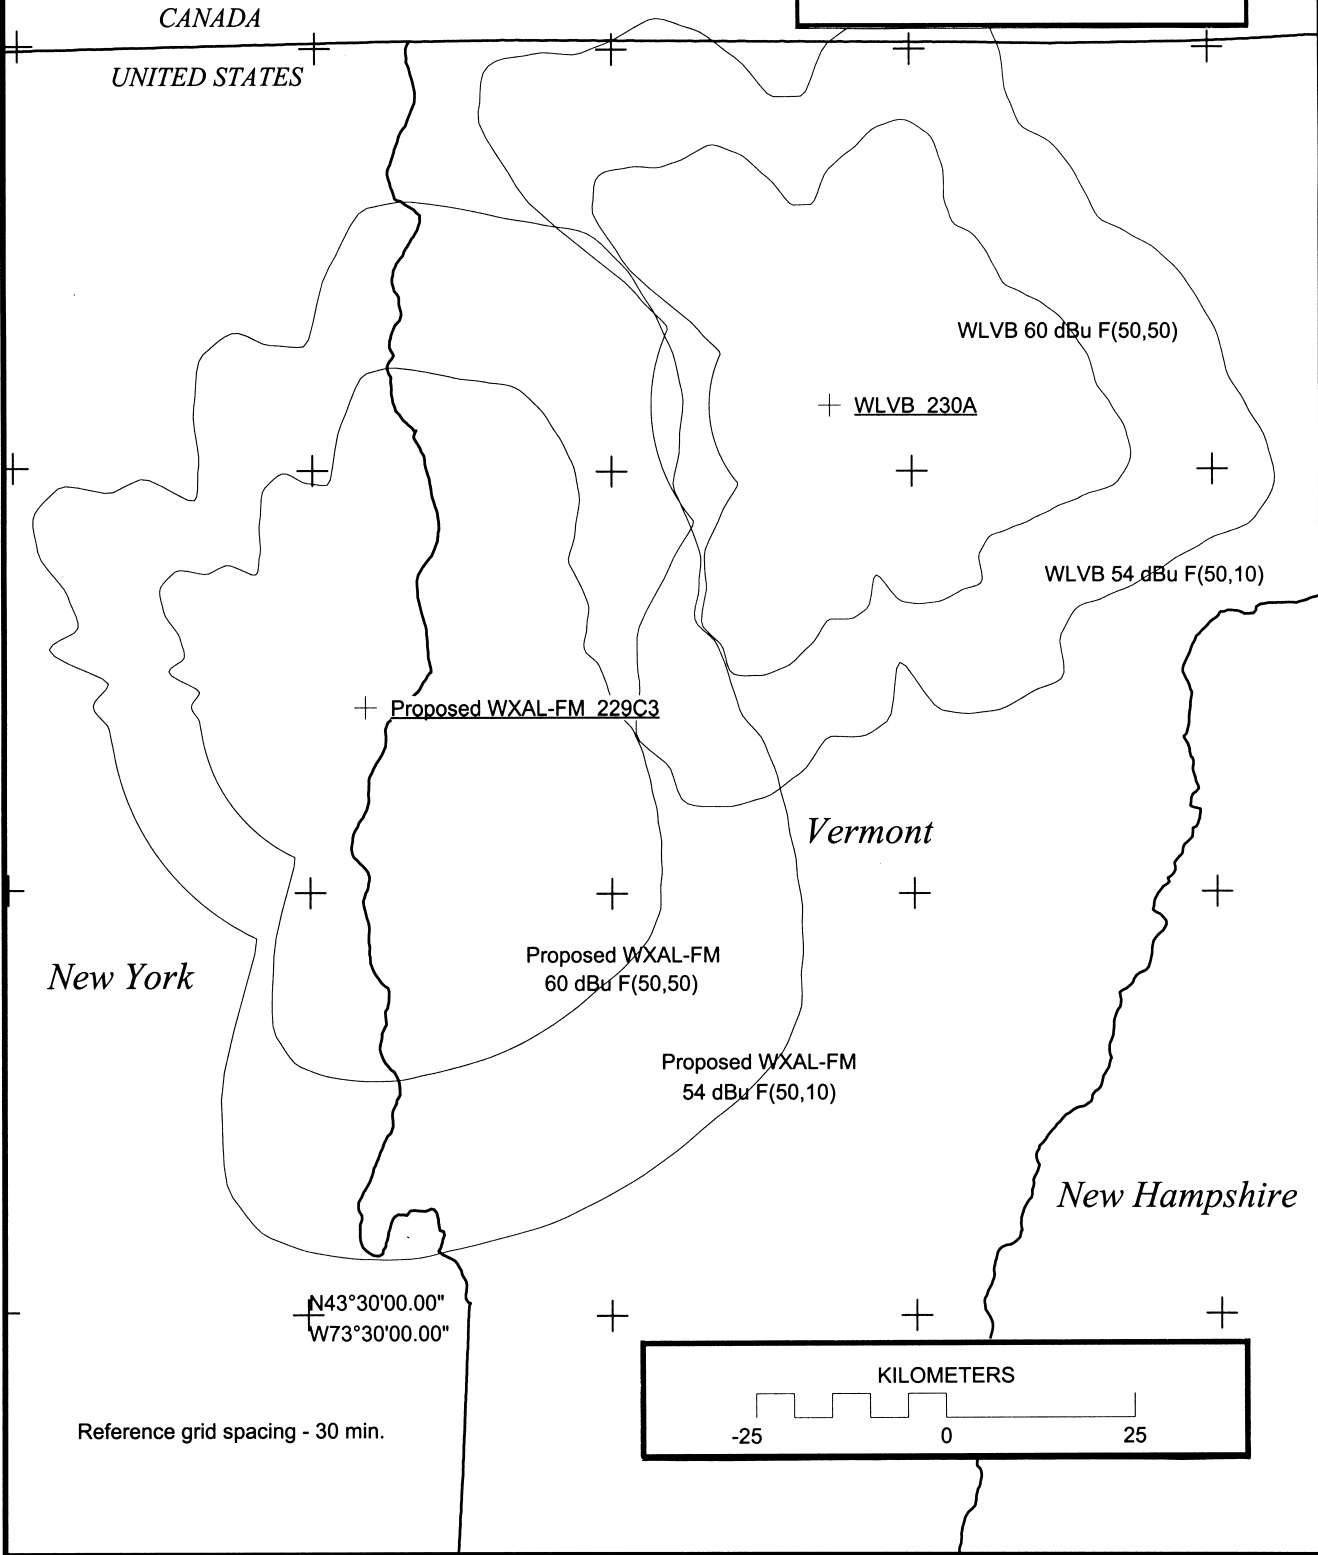 CANADA
UNITED STATES
WLVB 60 dBu F(50,50)
WLVB 230A
WLVB 54 dBu F(50,10)
Proposed WXAL-FM 229C3
Vermont
New York
Proposed WXAL-FM
60 dBu F(50,50)
Proposed WXAL-FM
54 dBu F(50,10)
New Hampshire
N43°30'00.00"
W73°30'00.00"
KILOMETERS
-25 0 25
Reference grid spacing - 30 min.